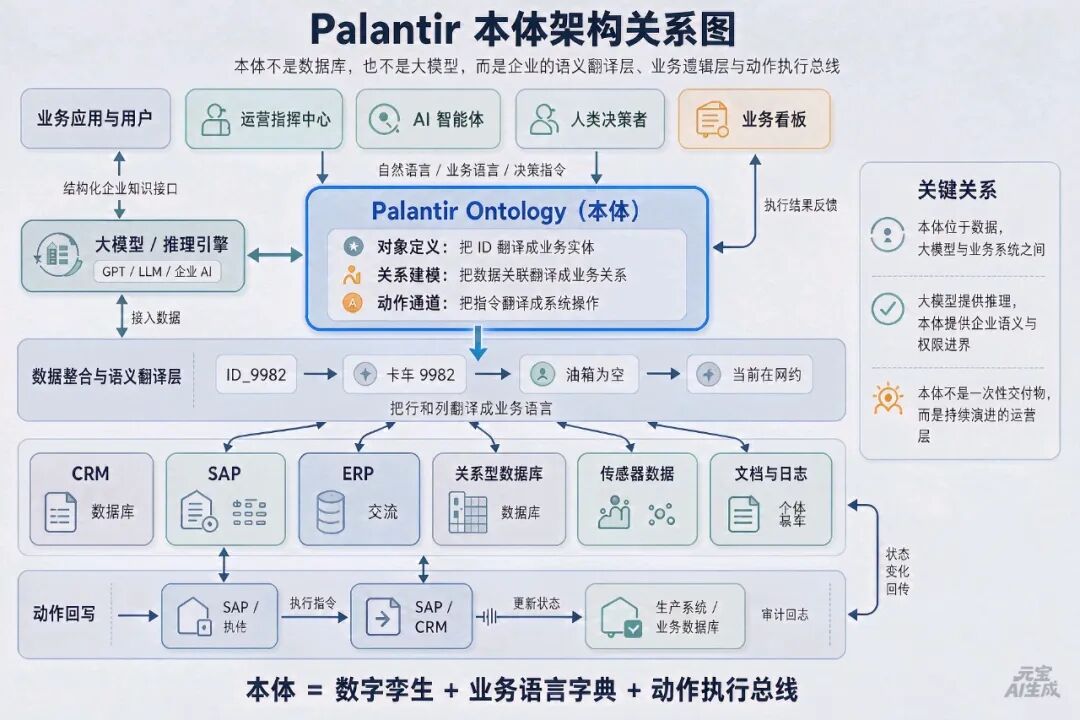 Palantir 本体架构关系图
本体不是数据库，也不是大模型，而是企业的语义翻译层、业务逻辑层与动作执行总线
业务应用与用户
运营指挥中心
AI 智能体
人类决策者
业务看板
结构化企业知识接口
自然语言 / 业务语言 / 决策指令
执行结果反馈
大模型 / 推理引擎
GPT / LLM / 企业 AI
Palantir Ontology（本体）
对象定义：把 ID 翻译成业务实体
关系建模：把数据关联翻译成业务关系
A 动作通道：把指令翻译成系统操作
接入数据
数据整合与语义翻译层
ID_9982
卡车 9982
油箱为空
当前在网约
把行和列翻译成业务语言
CRM
数据库
SAP
ERP
交流
关系型数据库
数据库
传感器数据
文档与日志
状态
变化
回传
动作回写
SAP /
执行指令
SAP /
CRM
更新状态
生产系统 /
业务数据库
审计回志
关键关系
本体位于数据，
大模型与业务系统之间
大模型提供推理，
本体提供企业语义与
权限进界
本体不是一次性交付物，
而是持续演进的运营
层
本体 = 数字孪生 + 业务语言字典 + 动作执行总线
元宝
AI生成